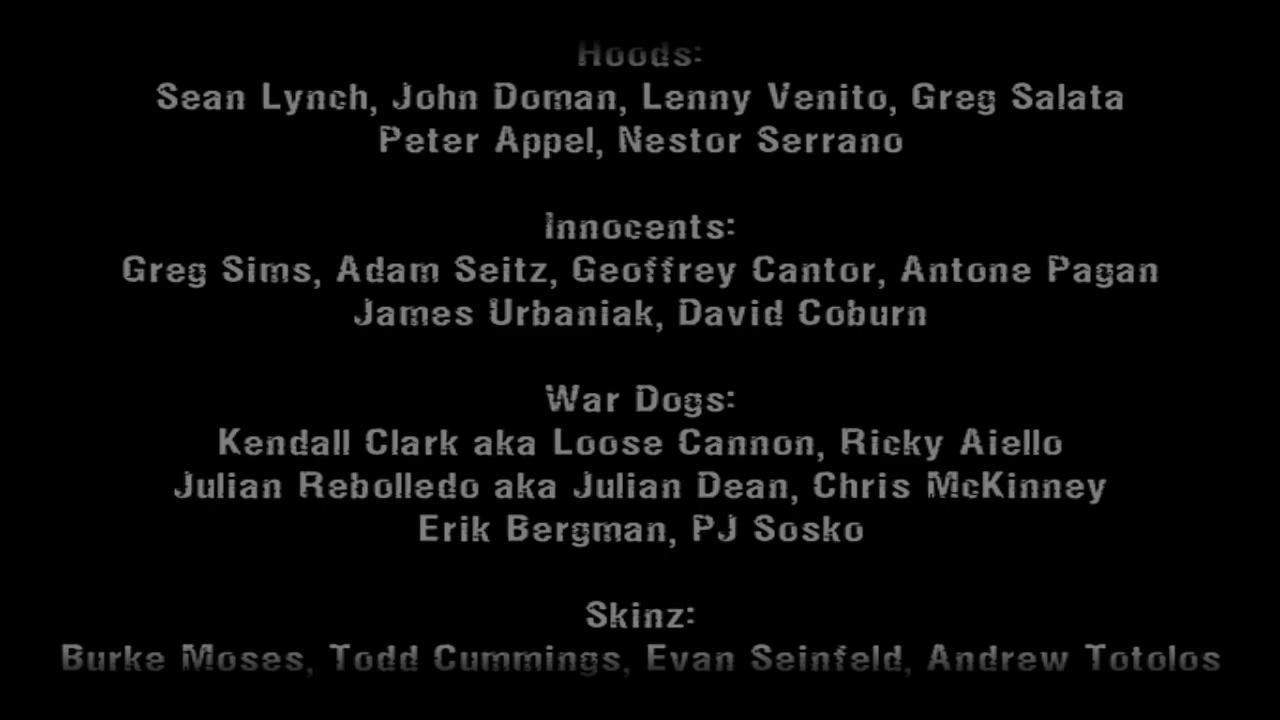 Hoods:
Sean Lynch, John Doman, Lenny Venito, Greg Salata
Peter Appel, Nestor Serrano
Innocents:
Greg Sims, Adam Seitz, Geoffrey Cantor, Antone Pagan
James Urbaniak, David Coburn
War Dogs:
Kendall Clark aka Loose Cannon, Ricky Aiello
Julian Rebolledo aka Julian Dean, Chris McKinney
Erik Bergman, PJ Sosko
Skinz:
Burke Moses, Todd Cummings, Evan Seinfeld, Andrew Totolos